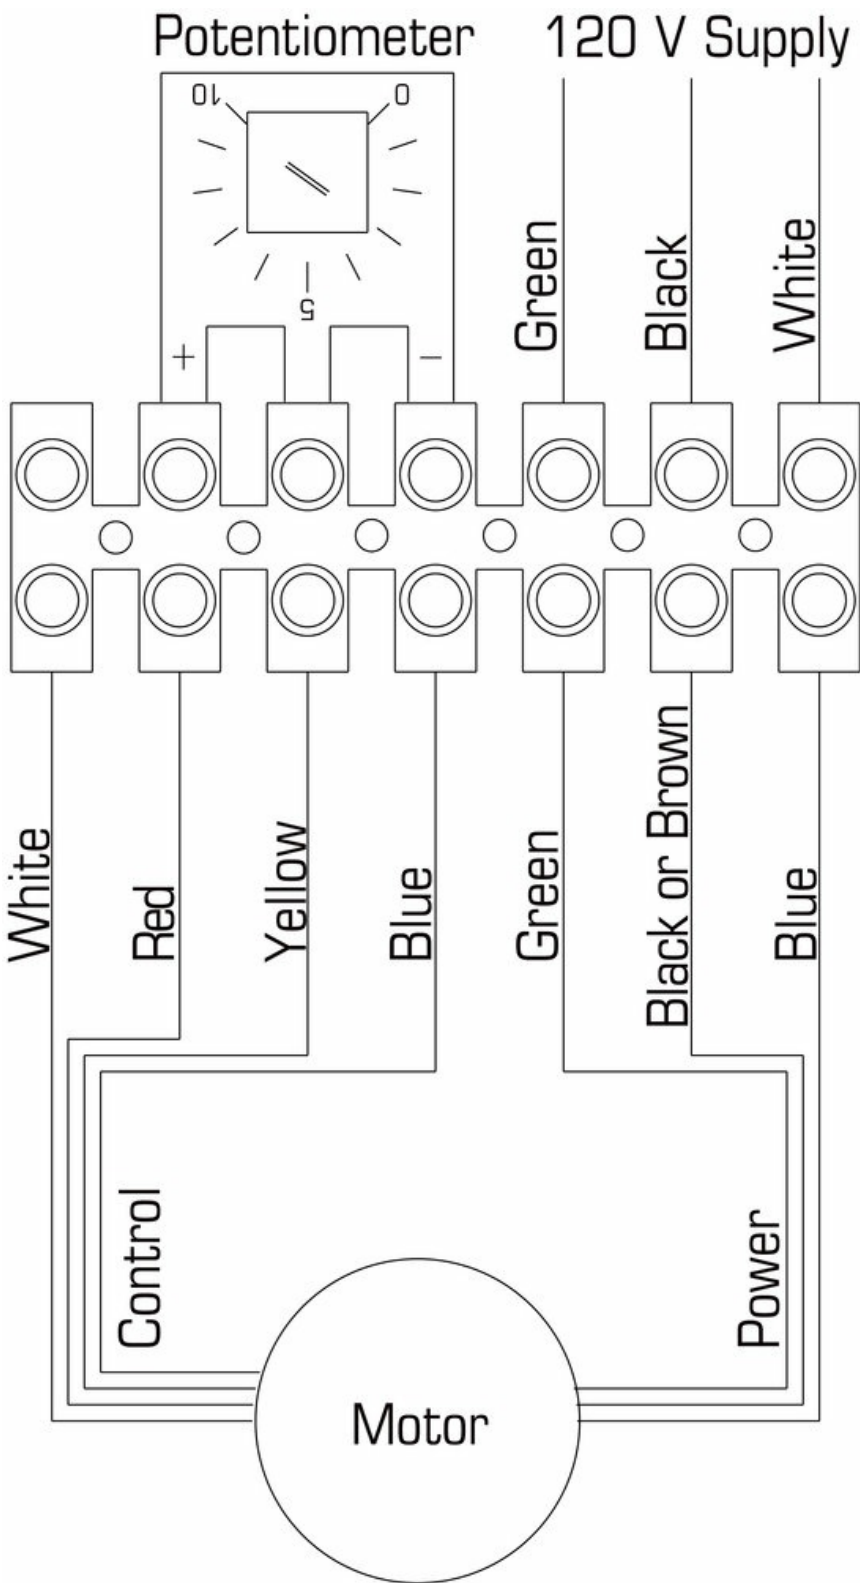 Potentiometer
120 V Supply
10
0
5
+
–
Green
Black
White
White
Red
Yellow
Blue
Green
Black or Brown
Blue
Control
Power
Motor